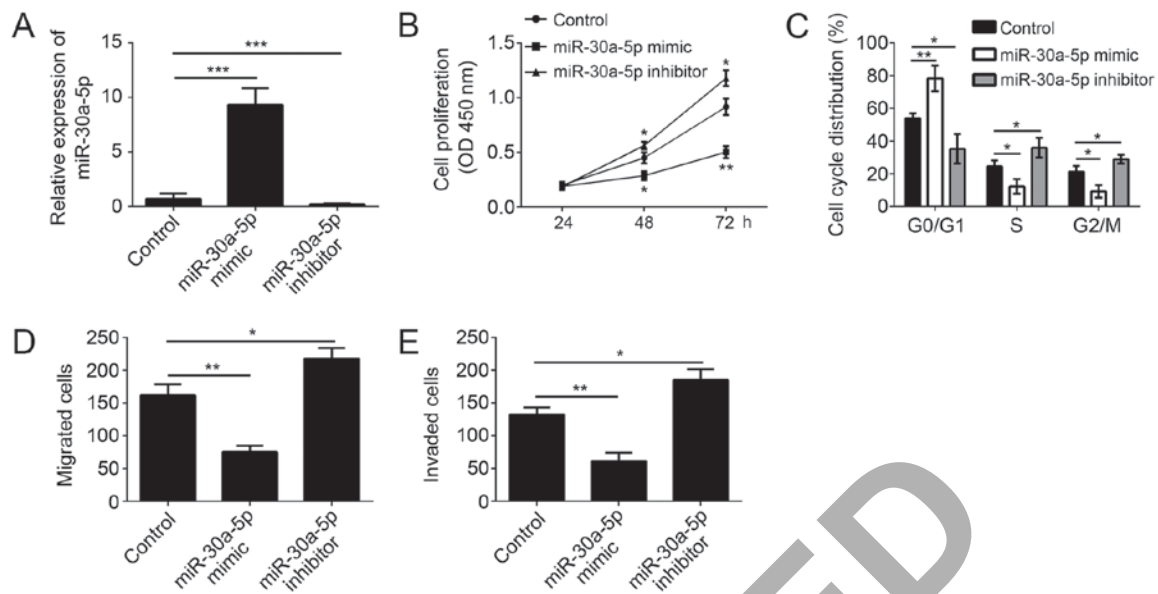 A
Relative expression of
miR-30a-5p
15
10
5
0
***
***
Control
miR-30a-5p
mimic
miR-30a-5p
inhibitor
B
Control
miR-30a-5p mimic
miR-30a-5p inhibitor
Cell proliferation
(OD 450 nm)
1.5
1.0
0.5
0.0
*
*
*
**
24
48
72 h
C
Control
miR-30a-5p mimic
miR-30a-5p inhibitor
Cell cycle distribution (%)
100
80
60
40
20
0
*
**
*
*
*
*
G0/G1
S
G2/M
D
Migrated cells
250
200
150
100
50
0
*
**
Control
miR-30a-5p
mimic
miR-30a-5p
inhibitor
E
Invaded cells
250
200
150
100
50
0
*
**
Control
miR-30a-5p
mimic
miR-30a-5p
inhibitor